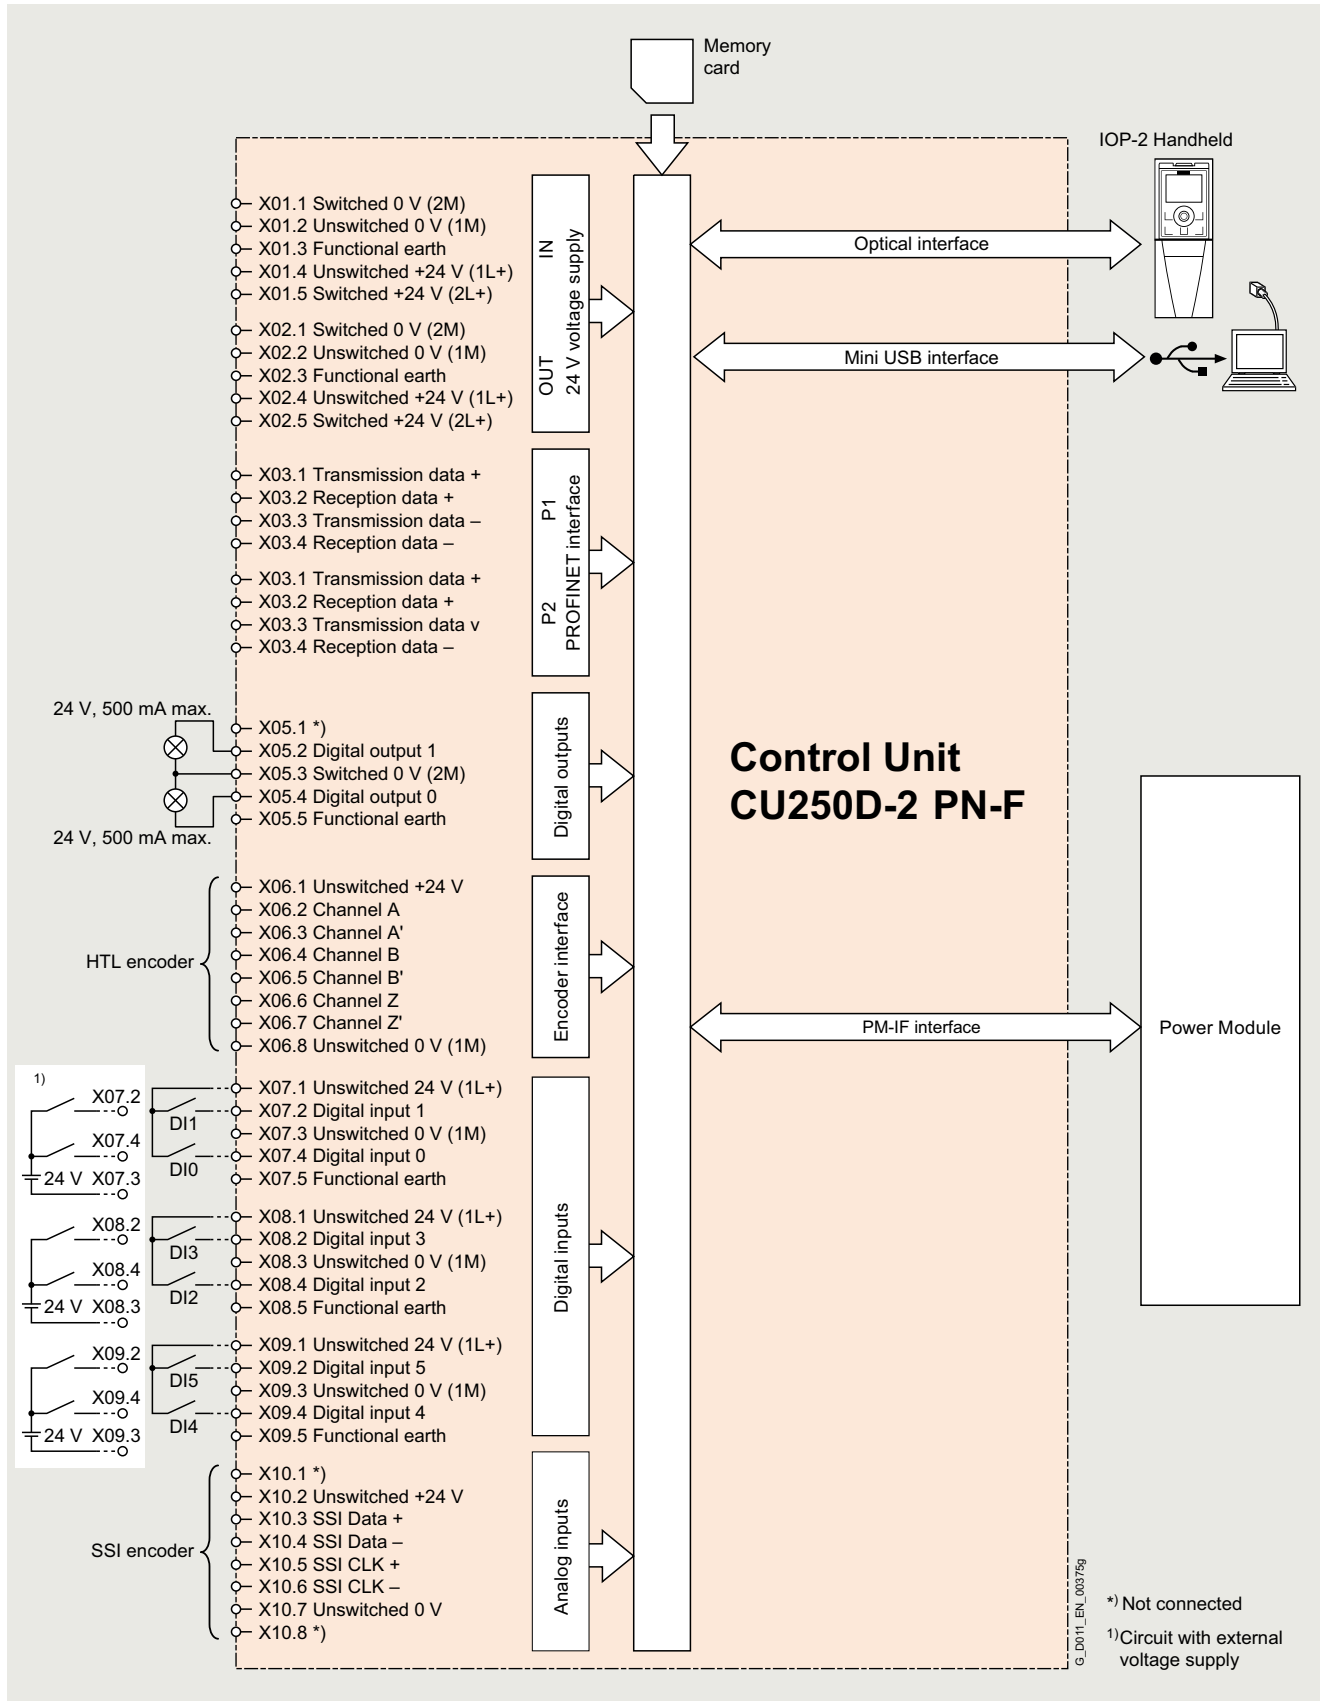 Memory
card
IOP-2 Handheld
X01.1 Switched 0 V (2M)
X01.2 Unswitched 0 V (1M)
X01.3 Functional earth
X01.4 Unswitched +24 V (1L+)
X01.5 Switched +24 V (2L+)
X02.1 Switched 0 V (2M)
X02.2 Unswitched 0 V (1M)
X02.3 Functional earth
X02.4 Unswitched +24 V (1L+)
X02.5 Switched +24 V (2L+)
OUT IN
24 V voltage supply
Optical interface
Mini USB interface
X03.1 Transmission data +
X03.2 Reception data +
X03.3 Transmission data –
X03.4 Reception data –
X03.1 Transmission data +
X03.2 Reception data +
X03.3 Transmission data v
X03.4 Reception data –
P2 P1
PROFINET interface
24 V, 500 mA max.
X05.1 *)
X05.2 Digital output 1
X05.3 Switched 0 V (2M)
X05.4 Digital output 0
X05.5 Functional earth
24 V, 500 mA max.
Digital outputs
Control Unit
CU250D-2 PN-F
HTL encoder
X06.1 Unswitched +24 V
X06.2 Channel A
X06.3 Channel A'
X06.4 Channel B
X06.5 Channel B'
X06.6 Channel Z
X06.7 Channel Z'
X06.8 Unswitched 0 V (1M)
Encoder interface
PM-IF interface
Power Module
1)
X07.2
X07.4
24 V X07.3
DI1
DI0
X07.1 Unswitched 24 V (1L+)
X07.2 Digital input 1
X07.3 Unswitched 0 V (1M)
X07.4 Digital input 0
X07.5 Functional earth
X08.2
X08.4
24 V X08.3
DI3
DI2
X08.1 Unswitched 24 V (1L+)
X08.2 Digital input 3
X08.3 Unswitched 0 V (1M)
X08.4 Digital input 2
X08.5 Functional earth
X09.2
X09.4
24 V X09.3
DI5
DI4
X09.1 Unswitched 24 V (1L+)
X09.2 Digital input 5
X09.3 Unswitched 0 V (1M)
X09.4 Digital input 4
X09.5 Functional earth
Digital inputs
SSI encoder
X10.1 *)
X10.2 Unswitched +24 V
X10.3 SSI Data +
X10.4 SSI Data –
X10.5 SSI CLK +
X10.6 SSI CLK –
X10.7 Unswitched 0 V
X10.8 *)
Analog inputs
G_D011_EN_00375g
*) Not connected
1) Circuit with external
voltage supply